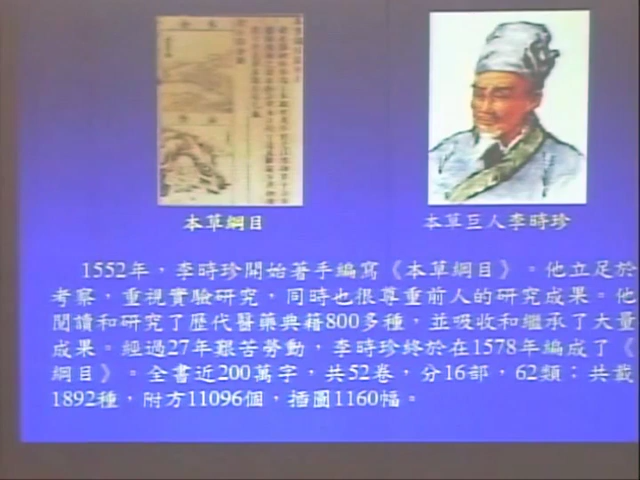 本草綱目
本草巨人李時珍
1552年，李時珍開始著手編寫《本草綱目》。他立足於
考察，重視實驗研究，同時也很尊重前人的研究成果。他
閱讀和研究了歷代醫藥典籍800多種，並吸收和繼承了大量
成果。經過27年艱苦勞動，李時珍終於在1578年編成了《
綱目》。全書近200萬字，共52卷，分16部，62類；共載
1892種，附方11096個，插圖1160幅。